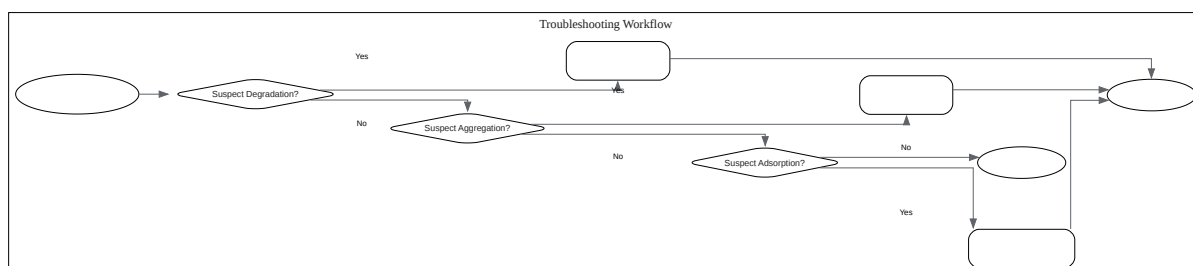 Troubleshooting Workflow
Yes
Suspect Degradation?
Yes
No
Suspect Aggregation?
No
No
Suspect Adsorption?
Yes